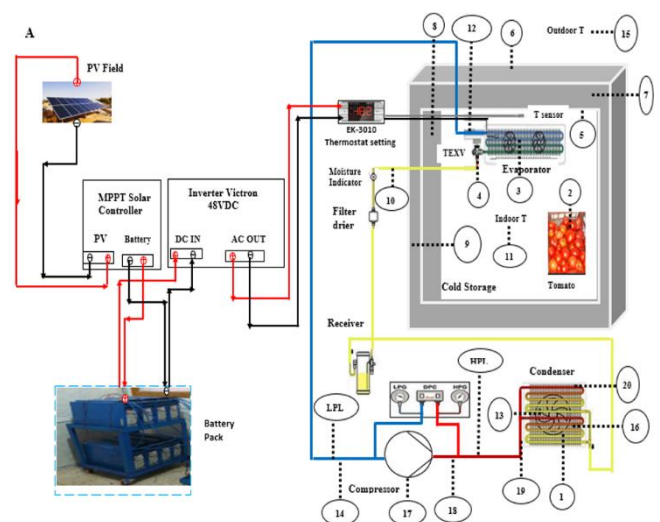 A
PV Field
8
12
6
Outdoor T
15
7
T sensor
5
EK-3010
Thermostat setting
TEXV
Evaporator
Moisture
Indicator
4
3
2
10
MPPT Solar
Controller
Inverter Victron
48VDC
Filter
drier
PV
Battery
DC IN
AC OUT
9
Indoor T
11
Cold Storage
Tomato
Receiver
LPG
DPC
HPG
HPL
Condenser
20
13
16
Battery
Pack
LPL
Compressor
14
17
18
19
1